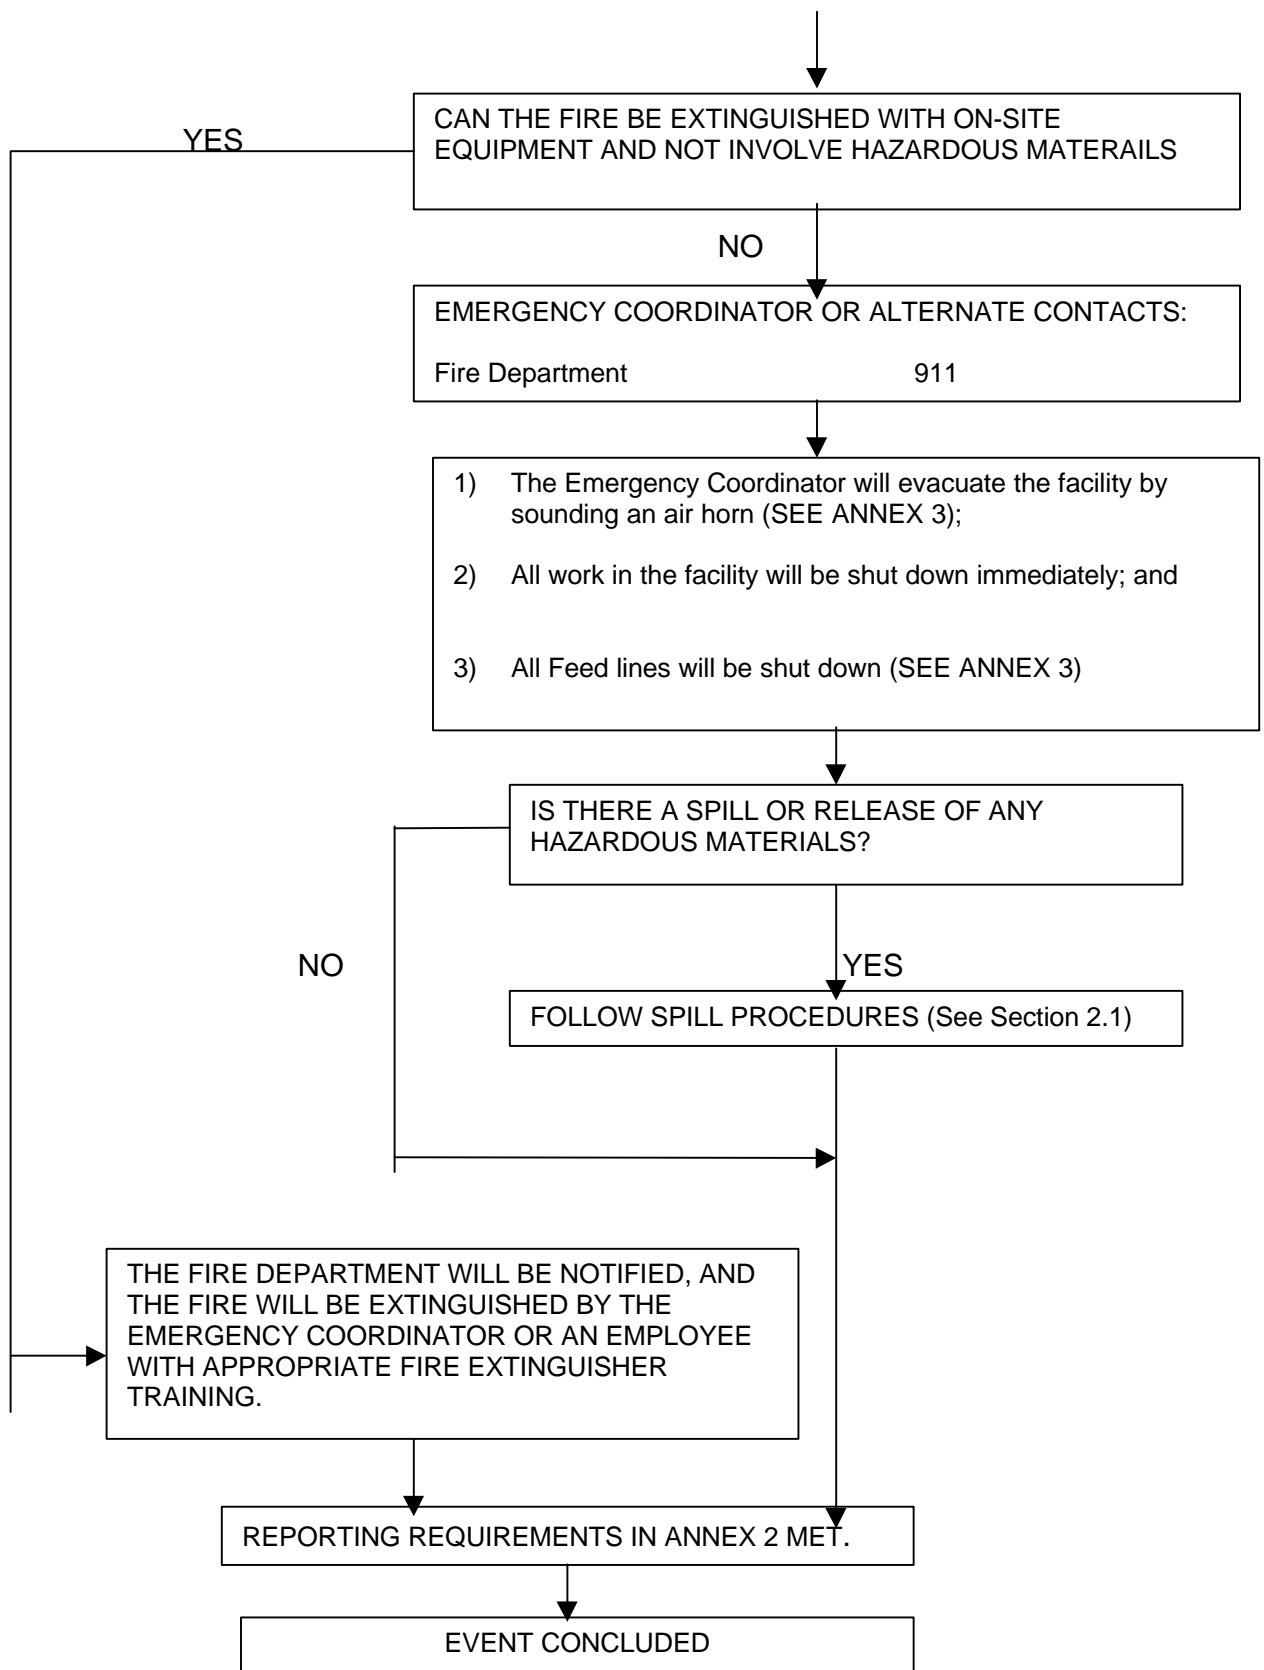 CAN THE FIRE BE EXTINGUISHED WITH ON-SITE
EQUIPMENT AND NOT INVOLVE HAZARDOUS MATERAILS
YES
NO
EMERGENCY COORDINATOR OR ALTERNATE CONTACTS:
Fire Department 911
1) The Emergency Coordinator will evacuate the facility by
sounding an air horn (SEE ANNEX 3);
2) All work in the facility will be shut down immediately; and
3) All Feed lines will be shut down (SEE ANNEX 3)
IS THERE A SPILL OR RELEASE OF ANY
HAZARDOUS MATERIALS?
NO
YES
FOLLOW SPILL PROCEDURES (See Section 2.1)
THE FIRE DEPARTMENT WILL BE NOTIFIED, AND
THE FIRE WILL BE EXTINGUISHED BY THE
EMERGENCY COORDINATOR OR AN EMPLOYEE
WITH APPROPRIATE FIRE EXTINGUISHER
TRAINING.
REPORTING REQUIREMENTS IN ANNEX 2 MET.
EVENT CONCLUDED